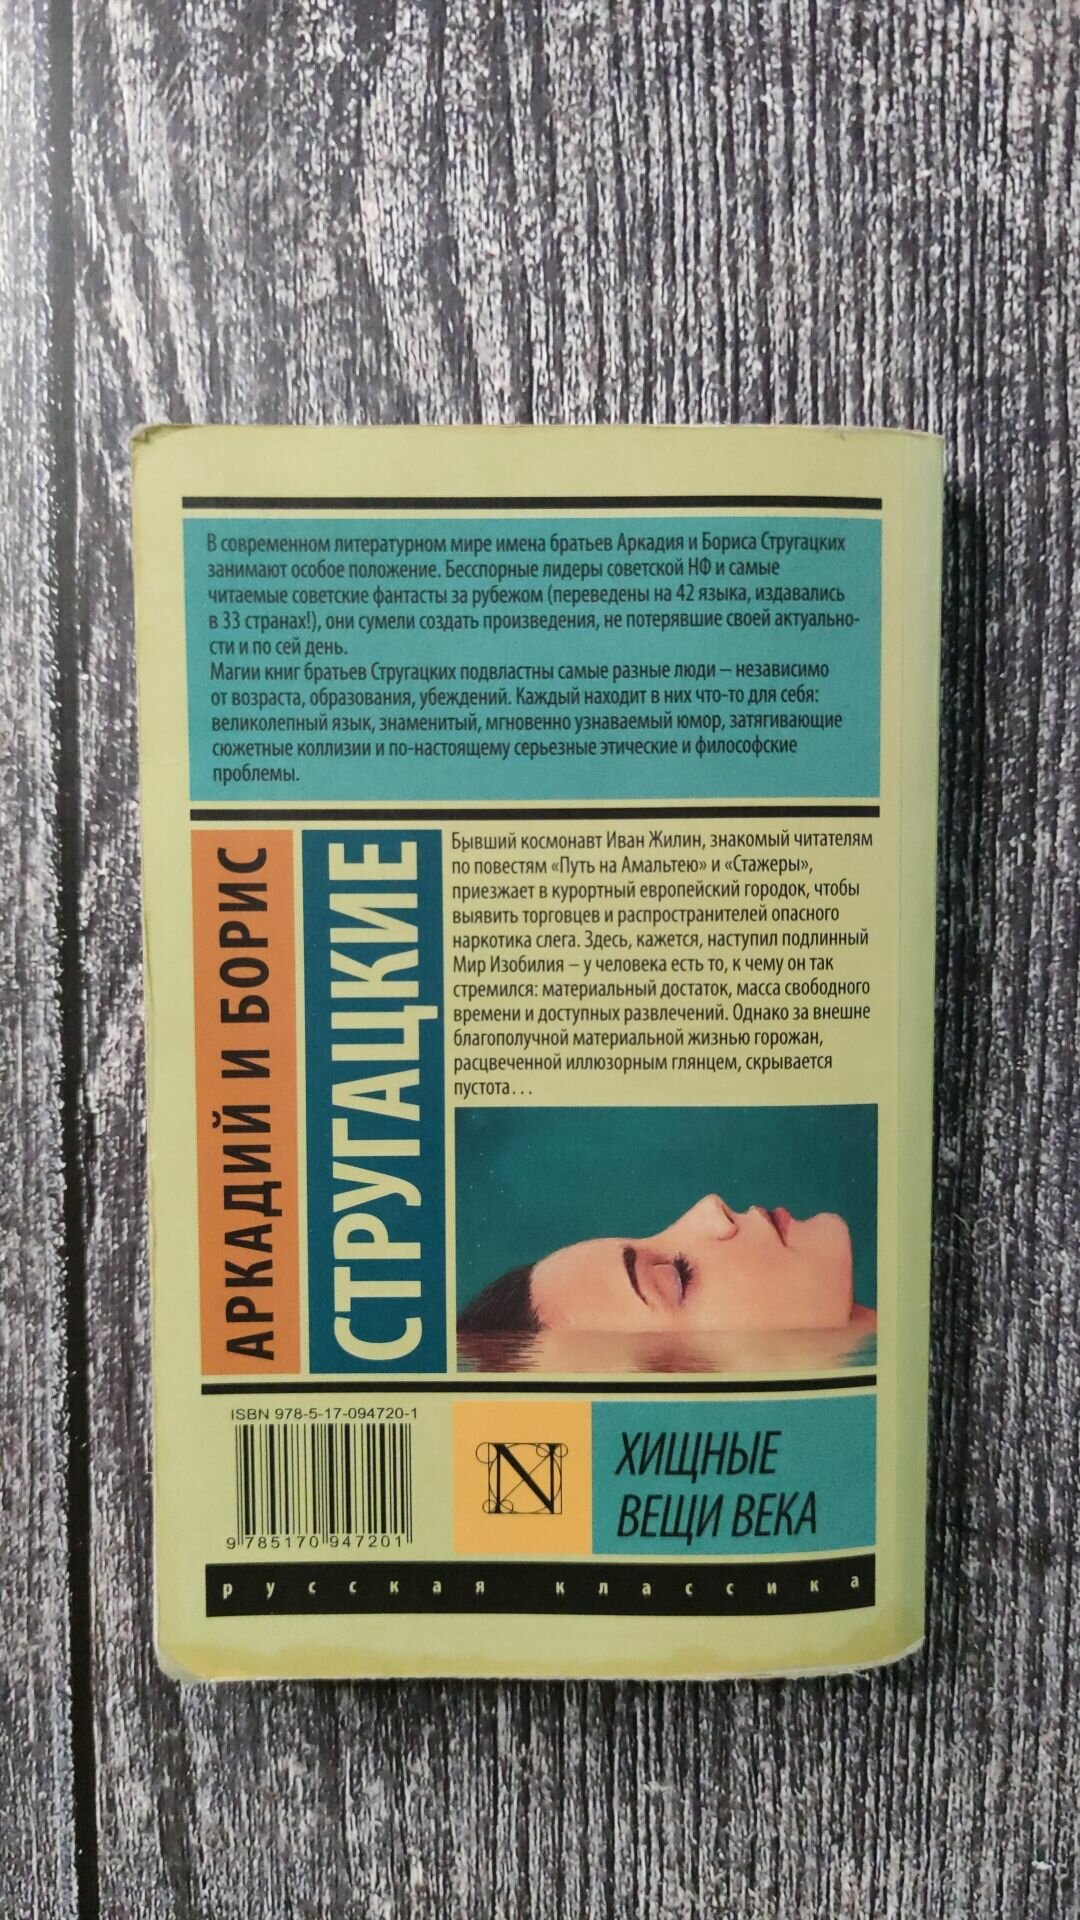 В современном литературном мире имена братьев Аркадия и Бориса Стругацких
занимают особое положение. Бесспорные лидеры советской НФ и самые
читаемые советские фантасты за рубежом (переведены на 42 языка, издавались
в 33 странах!), они сумели создать произведения, не потерявшие своей актуально-
сти и по сей день.
Магии книг братьев Стругацких подвластны самые разные люди – независимо
от возраста, образования, убеждений. Каждый находит в них что-то для себя:
великолепный язык, знаменитый, мгновенно узнаваемый юмор, затягивающие
сюжетные коллизии и по-настоящему серьезные этические и философские
проблемы.
АРКАДИЙ И БОРИС
СТРУГАЦКИЕ
Бывший космонавт Иван Жилин, знакомый читателям
по повестям «Путь на Амальтею» и «Стажеры»,
приезжает в курортный европейский городок, чтобы
выявить торговцев и распространителей опасного
наркотика слега. Здесь, кажется, наступил подлинный
Мир Изобилия – у человека есть то, к чему он так
стремился: материальный достаток, масса свободного
времени и доступных развлечений. Однако за внешне
благополучной материальной жизнью горожан,
расцвеченной иллюзорным глянцем, скрывается
пустота...
ISBN 978-5-17-094720-1
9 785170 947201
N
ХИЩНЫЕ
ВЕЩИ ВЕКА
русская классика